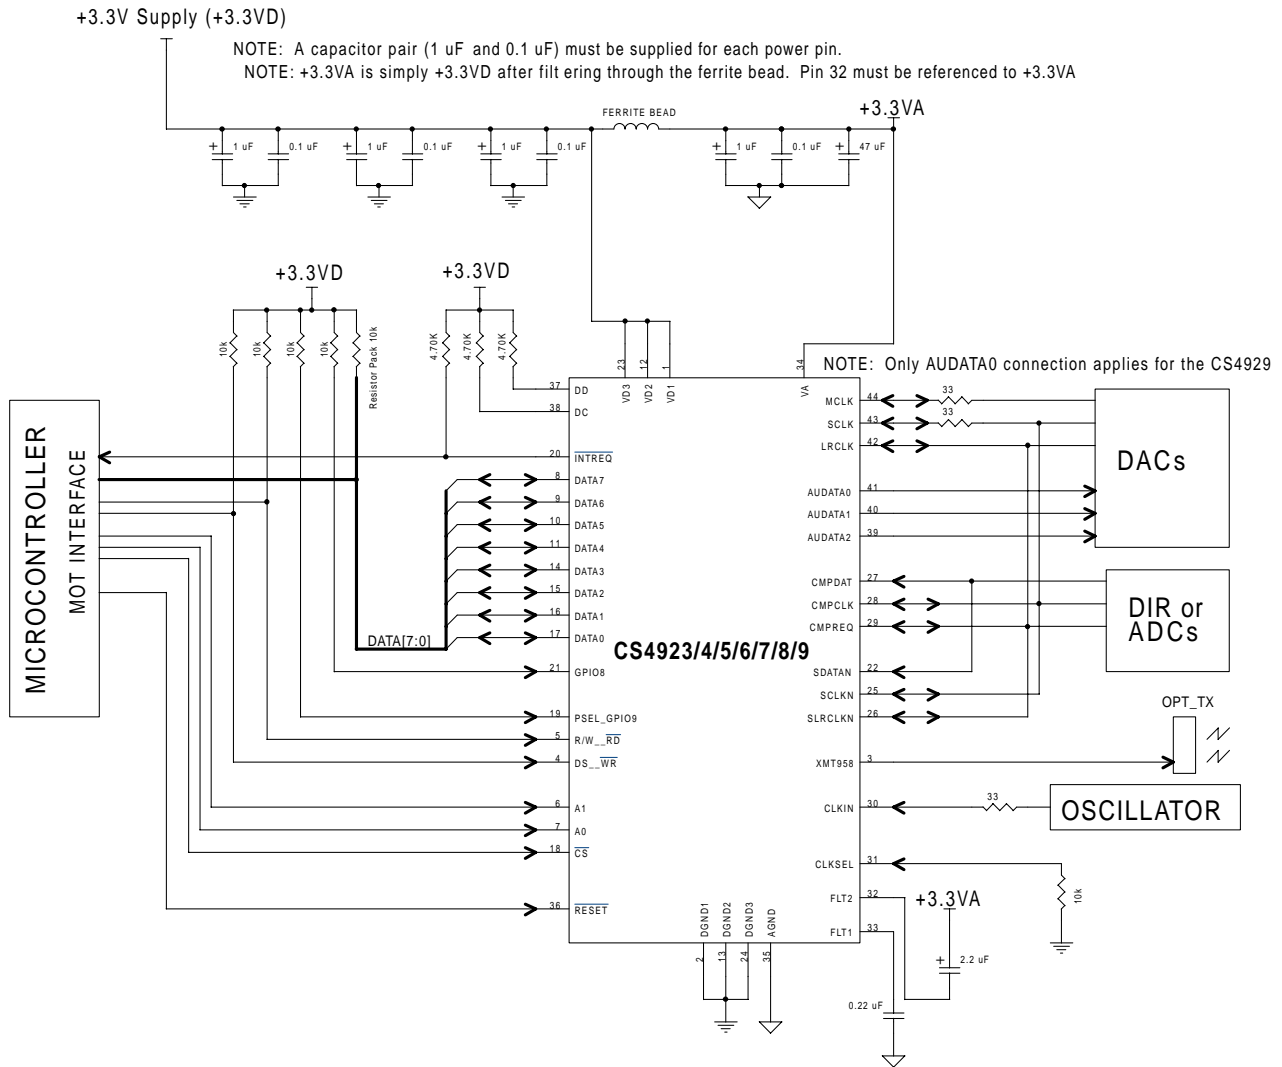 +3.3V Supply (+3.3VD)
NOTE: A capacitor pair (1 uF and 0.1 uF) must be supplied for each power pin.
NOTE: +3.3VA is simply +3.3VD after filt ering through the ferrite bead. Pin 32 must be referenced to +3.3VA
FERRITE BEAD
+3.3VA
+ 1 uF
0.1 uF
+ 1 uF
0.1 uF
+ 1 uF
0.1 uF
+ 1 uF
0.1 uF
+ 47 uF
+3.3VD
+3.3VD
10k
10k
10k
10k
Resistor Pack 10k
4.70K
4.70K
4.70K
23
12
1
34
VD3
VD2
VD1
VA
NOTE: Only AUDATA0 connection applies for the CS4929
MICROCONTROLLER
MOT INTERFACE
DATA[7:0]
37 DD
38 DC
20 INTREQ
8 DATA7
9 DATA6
10 DATA5
11 DATA4
14 DATA3
15 DATA2
16 DATA1
17 DATA0
21 GPIO8
19 PSEL_GPIO9
5 R/W__RD
4 DS__WR
6 A1
7 A0
18 CS
36 RESET
CS4923/4/5/6/7/8/9
MCLK 44 33
SCLK 43 33
LRCLK 42
AUDATA0 41
AUDATA1 40
AUDATA2 39
DACs
CMPDAT 27
CMPCLK 28
CMPREQ 29
DIR or
ADCs
SDATAN 22
SCLKN 25
SLRCLKN 26
OPT_TX
XMT958 3
CLKIN 30 33
OSCILLATOR
CLKSEL 31
10k
FLT2 32
+3.3VA
FLT1 33
+ 2.2 uF
0.22 uF
DGND1
DGND2
DGND3
AGND
2
13
24
35